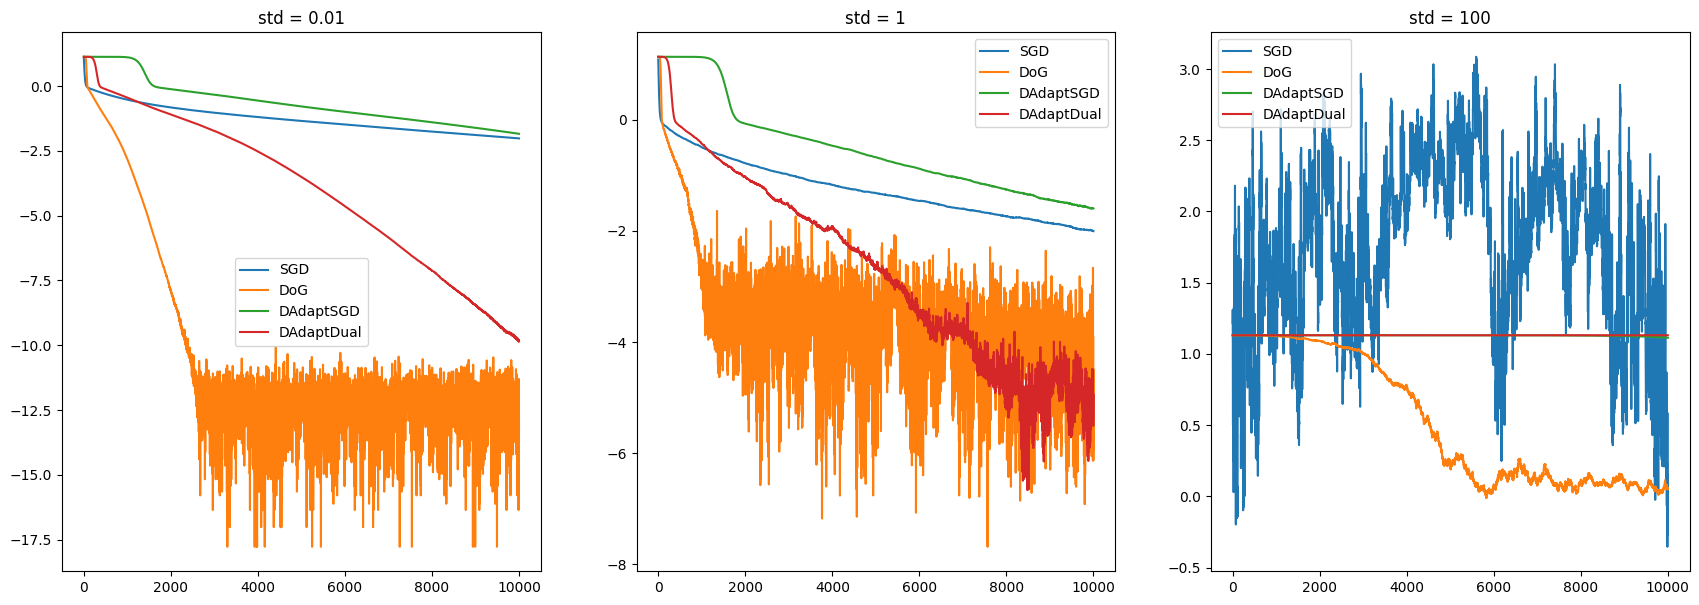 std = 0.01
0.0
−2.5
−5.0
−7.5
−10.0
−12.5
−15.0
−17.5
SGD
DoG
DAdaptSGD
DAdaptDual
0 2000 4000 6000 8000 10000
std = 1
0
−2
−4
−6
−8
SGD
DoG
DAdaptSGD
DAdaptDual
0 2000 4000 6000 8000 10000
std = 100
3.0
2.5
2.0
1.5
1.0
0.5
0.0
−0.5
SGD
DoG
DAdaptSGD
DAdaptDual
0 2000 4000 6000 8000 10000